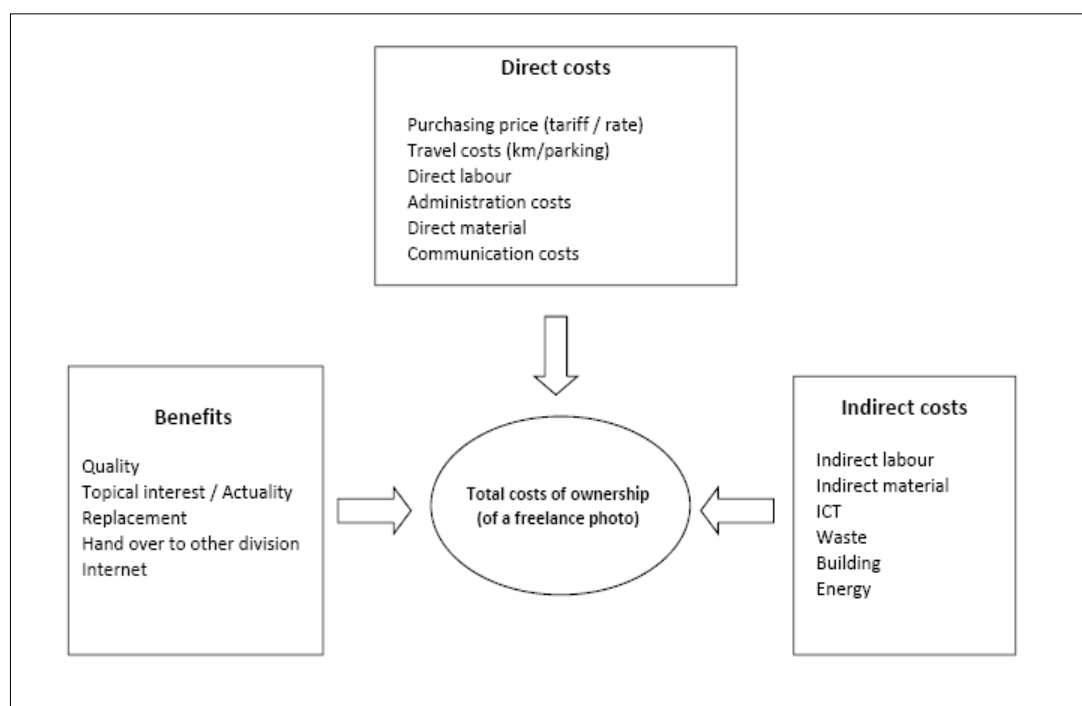 Direct costs
Purchasing price (tariff / rate)
Travel costs (km/parking)
Direct labour
Administration costs
Direct material
Communication costs
Benefits
Quality
Topical interest / Actuality
Replacement
Hand over to other division
Internet
Total costs of ownership
(of a freelance photo)
Indirect costs
Indirect labour
Indirect material
ICT
Waste
Building
Energy